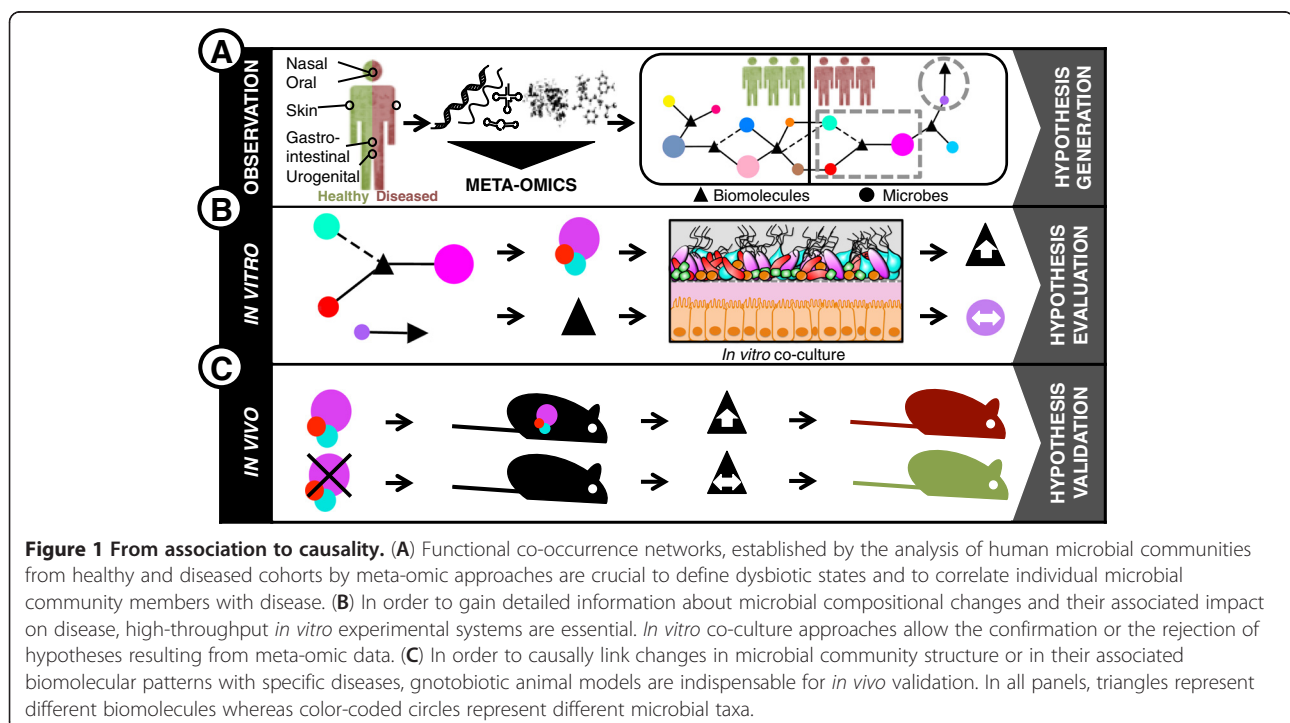 A
OBSERVATION
Nasal
Oral
Skin
Gastro-
intestinal
Urogenital
Healthy Diseased
META-OMICS
▲ Biomolecules ● Microbes
HYPOTHESIS
GENERATION
B
IN VITRO
In vitro co-culture
HYPOTHESIS
EVALUATION
C
IN VIVO
HYPOTHESIS
VALIDATION
Figure 1 From association to causality. (A) Functional co-occurrence networks, established by the analysis of human microbial communities
from healthy and diseased cohorts by meta-omic approaches are crucial to define dysbiotic states and to correlate individual microbial
community members with disease. (B) In order to gain detailed information about microbial compositional changes and their associated impact
on disease, high-throughput in vitro experimental systems are essential. In vitro co-culture approaches allow the confirmation or the rejection of
hypotheses resulting from meta-omic data. (C) In order to causally link changes in microbial community structure or in their associated
biomolecular patterns with specific diseases, gnotobiotic animal models are indispensable for in vivo validation. In all panels, triangles represent
different biomolecules whereas color-coded circles represent different microbial taxa.